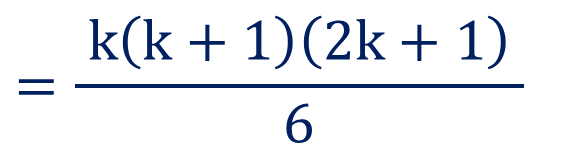 = k(k + 1)(2k + 1)
6